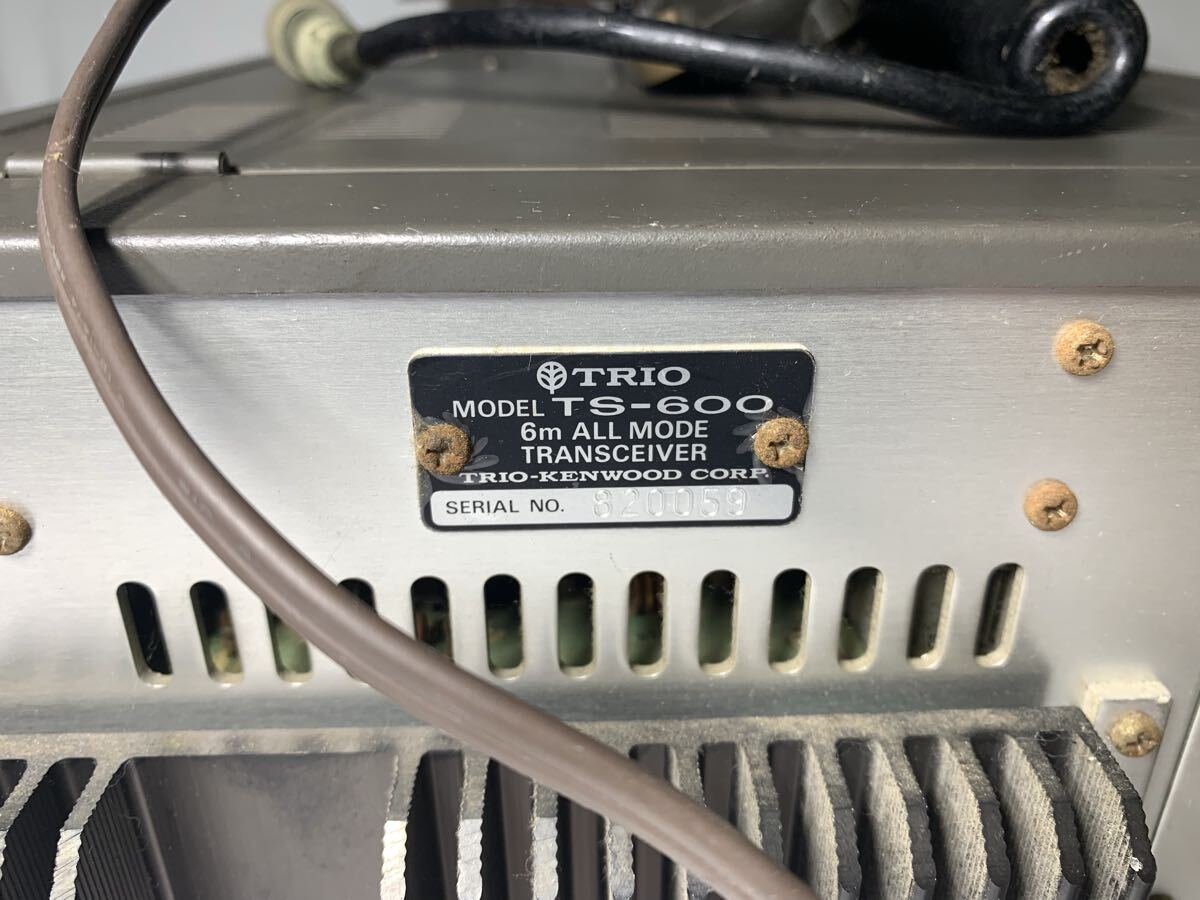 TRIO
MODEL TS-600
6m ALL MODE
TRANSCEIVER
TRIO-KENWOOD CORP.
SERIAL NO. 820059